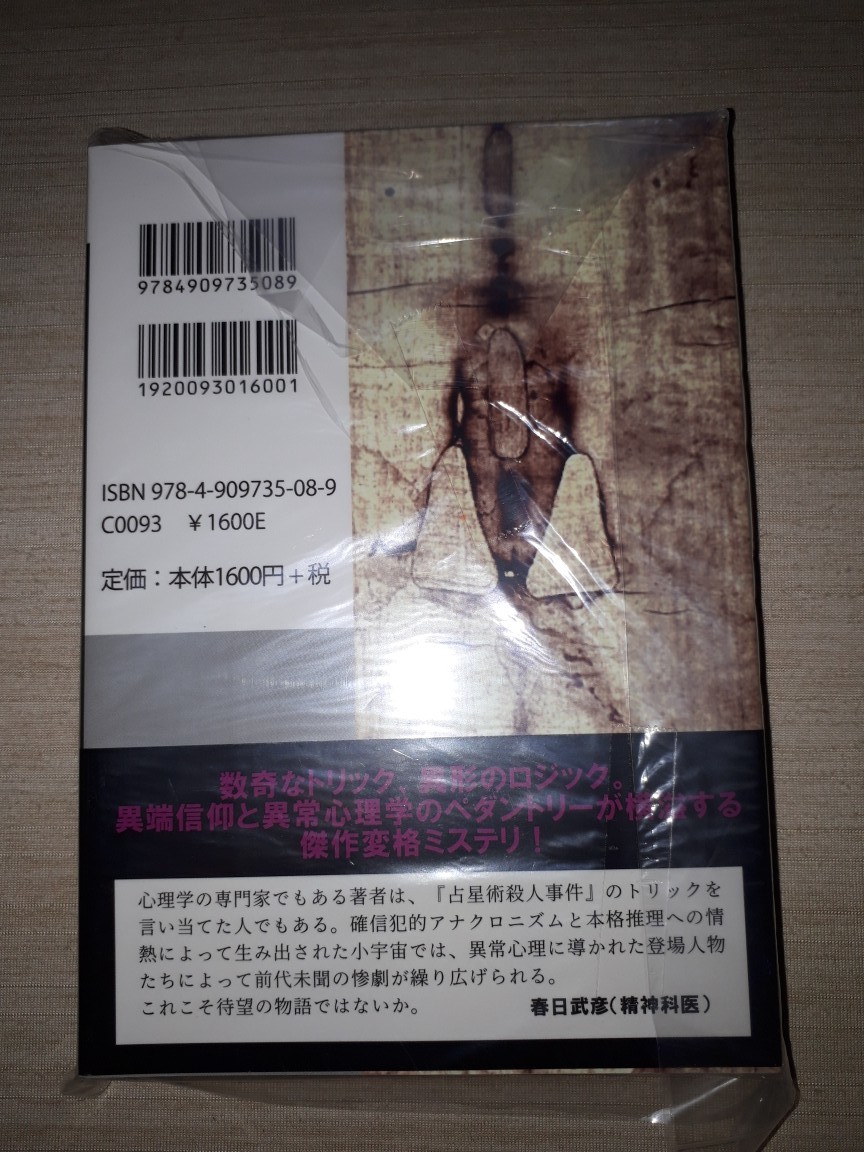 9784909735089
1920093016001
ISBN 978-4-909735-08-9
C0093 ￥1600E
定価：本体1600円＋税
数奇なトリック、異形のロジック。
異端信仰と異常心理学のペダントリーが横溢する
傑作変格ミステリ！
心理学の専門家でもある著者は、『占星術殺人事件』のトリックを
言い当てた人でもある。確信犯的アナクロニズムと本格推理への情
熱によって生み出された小宇宙では、異常心理に導かれた登場人物
たちによって前代未聞の惨劇が繰り広げられる。
これこそ待望の物語ではないか。
春日武彦（精神科医）